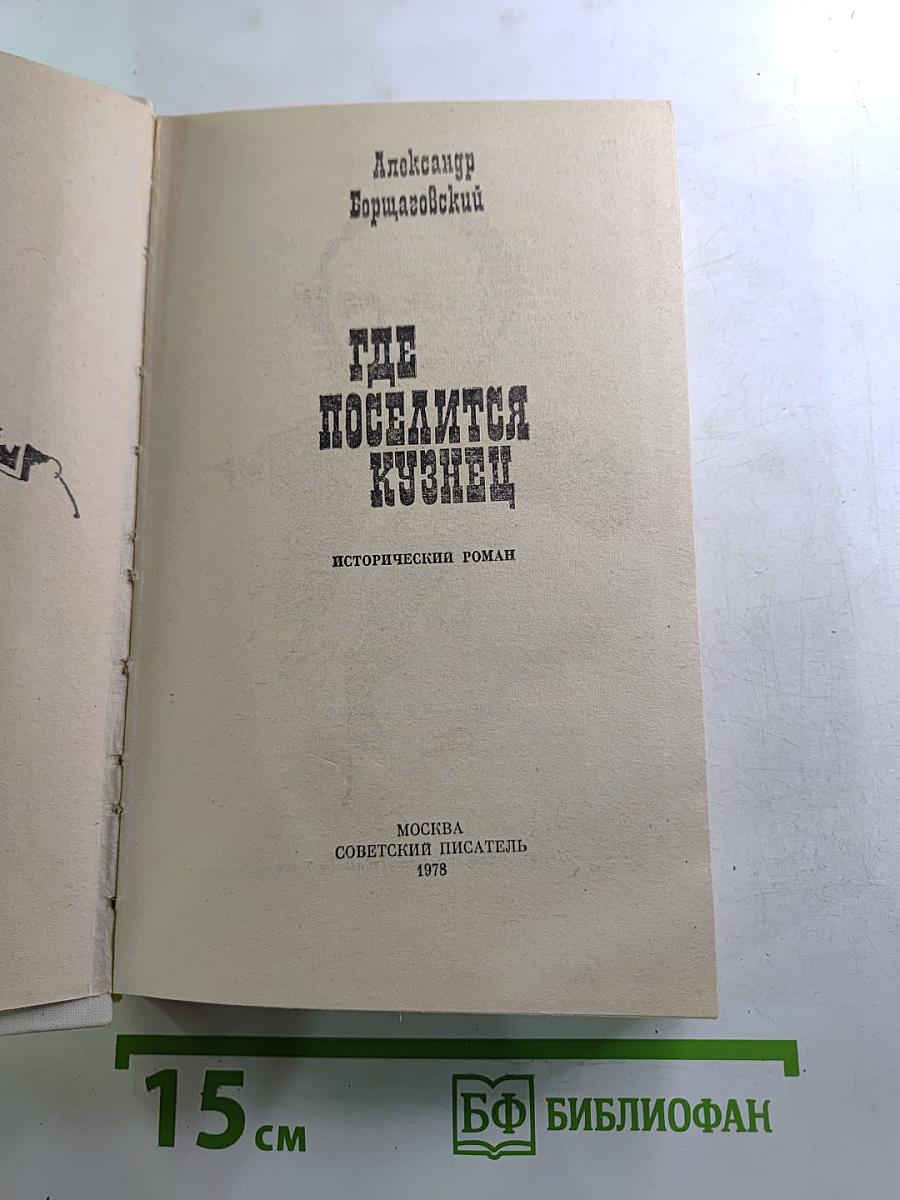 Александр
Борщаговский
ГДЕ
ПОСЕЛИТСЯ
КУЗНЕЦ
ИСТОРИЧЕСКИЙ РОМАН
МОСКВА
СОВЕТСКИЙ ПИСАТЕЛЬ
1978
15 см
БФ БИБЛИОФАН